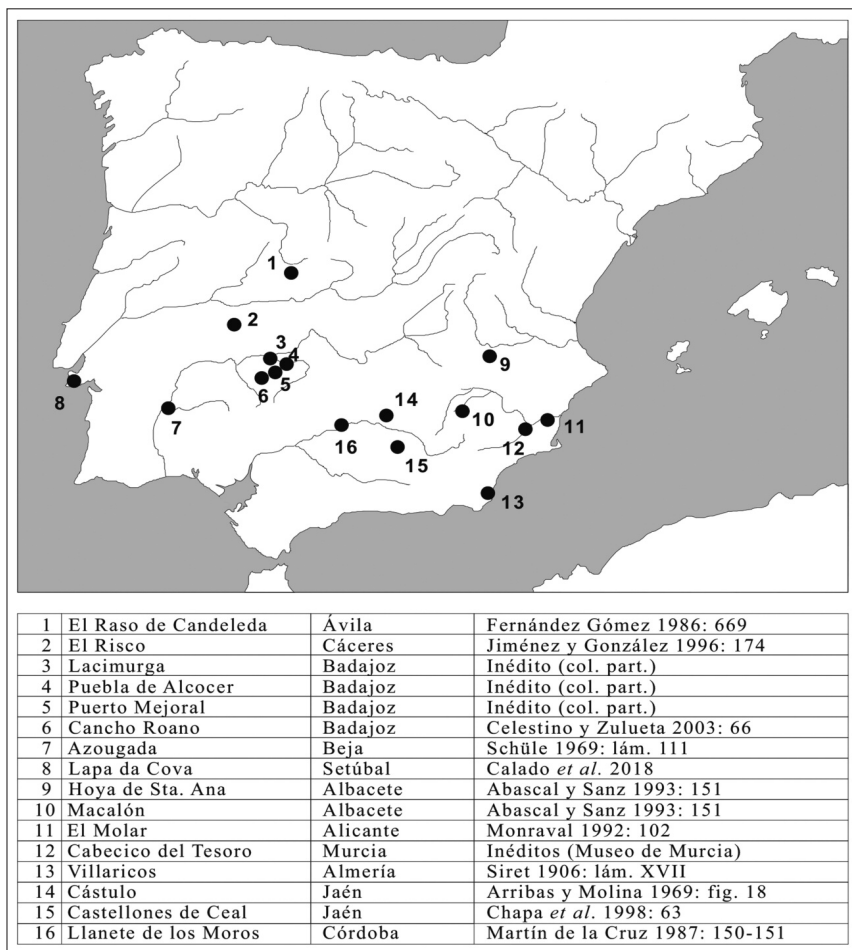 1
2
3
4
5
6
7
8
9
10
11
12
13
14
15
16
1 El Raso de Candeleda Ávila Fernández Gómez 1986: 669
2 El Risco Cáceres Jiménez y González 1996: 174
3 Lacimurga Badajoz Inédito (col. part.)
4 Puebla de Alcocer Badajoz Inédito (col. part.)
5 Puerto Mejoral Badajoz Inédito (col. part.)
6 Cancho Roano Badajoz Celestino y Zulueta 2003: 66
7 Azougada Beja Schüle 1969: lám. 111
8 Lapa da Cova Setúbal Calado et al. 2018
9 Hoya de Sta. Ana Albacete Abascal y Sanz 1993: 151
10 Macalón Albacete Abascal y Sanz 1993: 151
11 El Molar Alicante Monraval 1992: 102
12 Cabecico del Tesoro Murcia Inéditos (Museo de Murcia)
13 Villaricos Almería Siret 1906: lám. XVII
14 Cástulo Jaén Arribas y Molina 1969: fig. 18
15 Castellones de Ceal Jaén Chapa et al. 1998: 63
16 Llanete de los Moros Córdoba Martín de la Cruz 1987: 150-151